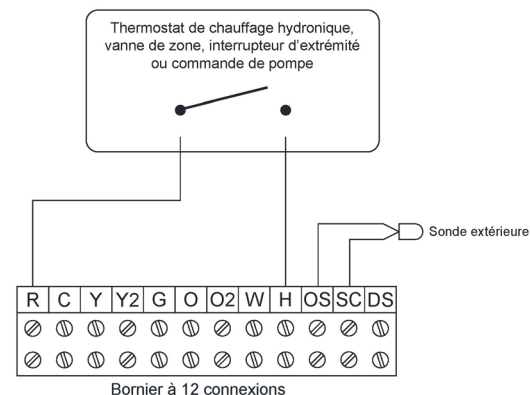 Thermostat de chauffage hydronique,
vanne de zone, interrupteur d'extrémité
ou commande de pompe
Sonde extérieure
R C Y Y2 G O O2 W H OS SC DS
Bornier à 12 connexions